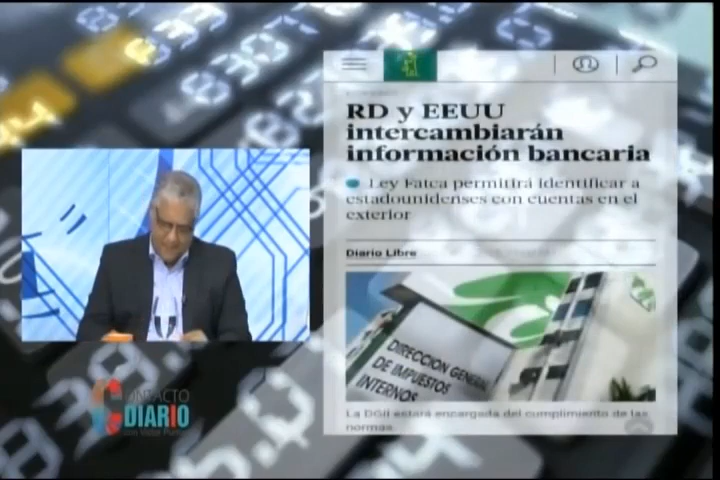 RD y EEUU
intercambiarán
información bancaria
Ley Fatca permitirá identificar a
estadounidenses con cuentas en el
exterior
Diario Libre
DIRECCION GENERAL
DE IMPUESTOS
INTERNOS
La DGII estará encargada del cumplimiento de las
normas.
CONTACTO
DIARIO